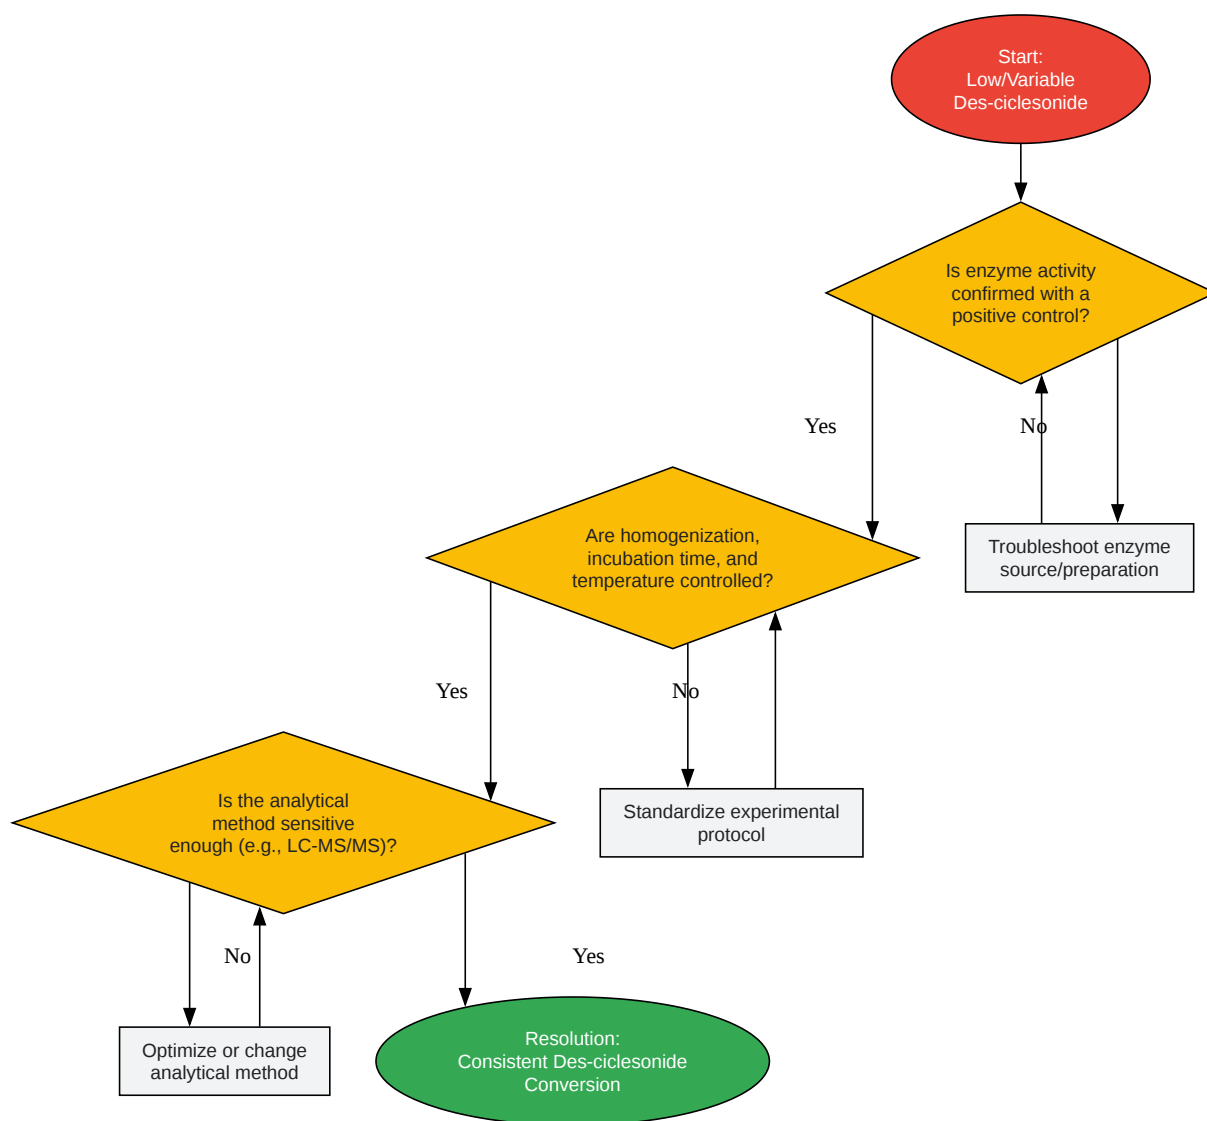 Start:
Low/Variable
Des-ciclesonide
Is enzyme activity
confirmed with a
positive control?
Yes
No
Are homogenization,
incubation time, and
temperature controlled?
Troubleshoot enzyme
source/preparation
Yes
No
Is the analytical
method sensitive
enough (e.g., LC-MS/MS)?
Standardize experimental
protocol
No
Yes
Optimize or change
analytical method
Resolution:
Consistent Des-ciclesonide
Conversion